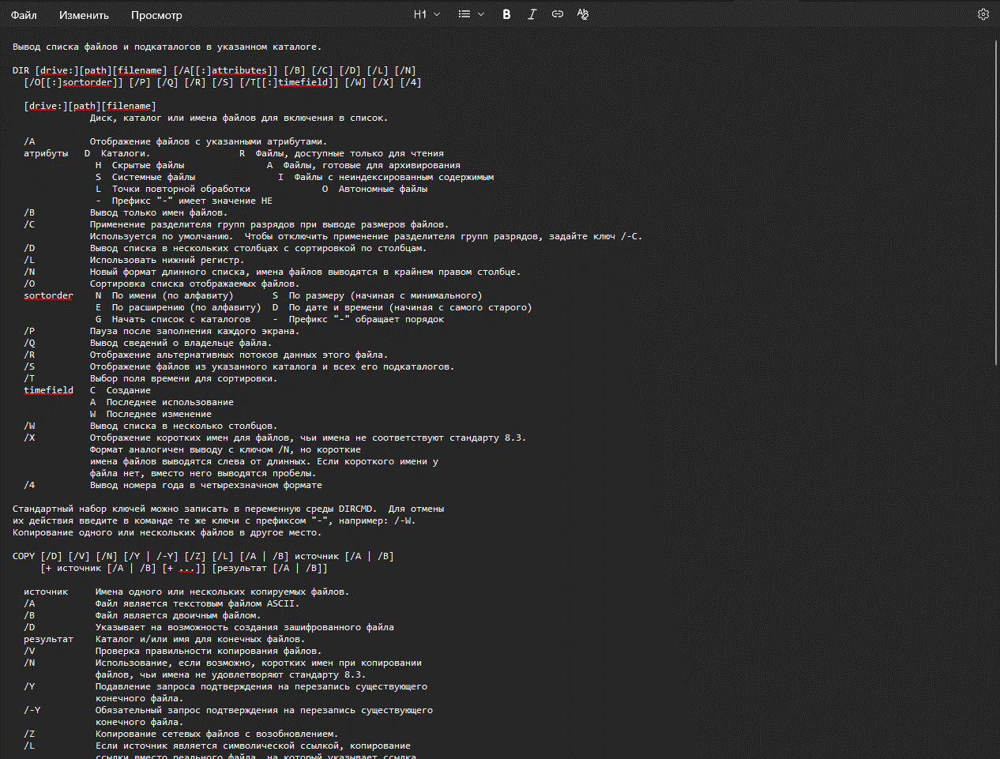 Файл Изменить Просмотр H1 B I
Вывод списка файлов и подкаталогов в указанном каталоге.
DIR [drive:][path][filename] [/A[[:]attributes]] [/B] [/C] [/D] [/L] [/N]
[/O[[:]sortorder]] [/P] [/Q] [/R] [/S] [/T[[:]timefield]] [/W] [/X] [/4]
[drive:][path][filename]
Диск, каталог или имена файлов для включения в список.
/A Отображение файлов с указанными атрибутами.
атрибуты D Каталоги. R Файлы, доступные только для чтения
H Скрытые файлы A Файлы, готовые для архивирования
S Системные файлы I Файлы с неиндексированным содержимым
L Точки повторной обработки O Автономные файлы
- Префикс "-" имеет значение НЕ
/B Вывод только имен файлов.
/C Применение разделителя групп разрядов при выводе размеров файлов.
Используется по умолчанию. Чтобы отключить применение разделителя групп разрядов, задайте ключ /-C.
/D Вывод списка в нескольких столбцах с сортировкой по столбцам.
/L Использовать нижний регистр.
/N Новый формат длинного списка, имена файлов выводятся в крайнем правом столбце.
/O Сортировка списка отображаемых файлов.
sortorder N По имени (по алфавиту) S По размеру (начиная с минимального)
E По расширению (по алфавиту) D По дате и времени (начиная с самого старого)
G Начать список с каталогов - Префикс "-" обращает порядок
/P Пауза после заполнения каждого экрана.
/Q Вывод сведений о владельце файла.
/R Отображение альтернативных потоков данных этого файла.
/S Отображение файлов из указанного каталога и всех его подкаталогов.
/T Выбор поля времени для сортировки.
timefield C Создание
A Последнее использование
W Последнее изменение
/W Вывод списка в несколько столбцов.
/X Отображение коротких имен для файлов, чьи имена не соответствуют стандарту 8.3.
Формат аналогичен выводу с ключом /N, но короткие
имена файлов выводятся слева от длинных. Если короткого имени у
файла нет, вместо него выводятся пробелы.
/4 Вывод номера года в четырехзначном формате
Стандартный набор ключей можно записать в переменную среды DIRCMD. Для отмены
их действия введите в команде те же ключи с префиксом "-", например: /-W.
Копирование одного или нескольких файлов в другое место.
COPY [/D] [/V] [/N] [/Y | /-Y] [/Z] [/L] [/A | /B] источник [/A | /B]
[+ источник [/A | /B] [+ ...]] [результат [/A | /B]]
источник Имена одного или нескольких копируемых файлов.
/A Файл является текстовым файлом ASCII.
/B Файл является двоичным файлом.
/D Указывает на возможность создания зашифрованного файла
результат Каталог и/или имя для конечных файлов.
/V Проверка правильности копирования файлов.
/N Использование, если возможно, коротких имен при копировании
файлов, чьи имена не удовлетворяют стандарту 8.3.
/Y Подавление запроса подтверждения на перезапись существующего
конечного файла.
/-Y Обязательный запрос подтверждения на перезапись существующего
конечного файла.
/Z Копирование сетевых файлов с возобновлением.
/L Если источник является символической ссылкой, копирование
ссылки вместо реального файла, на который указывает ссылка.